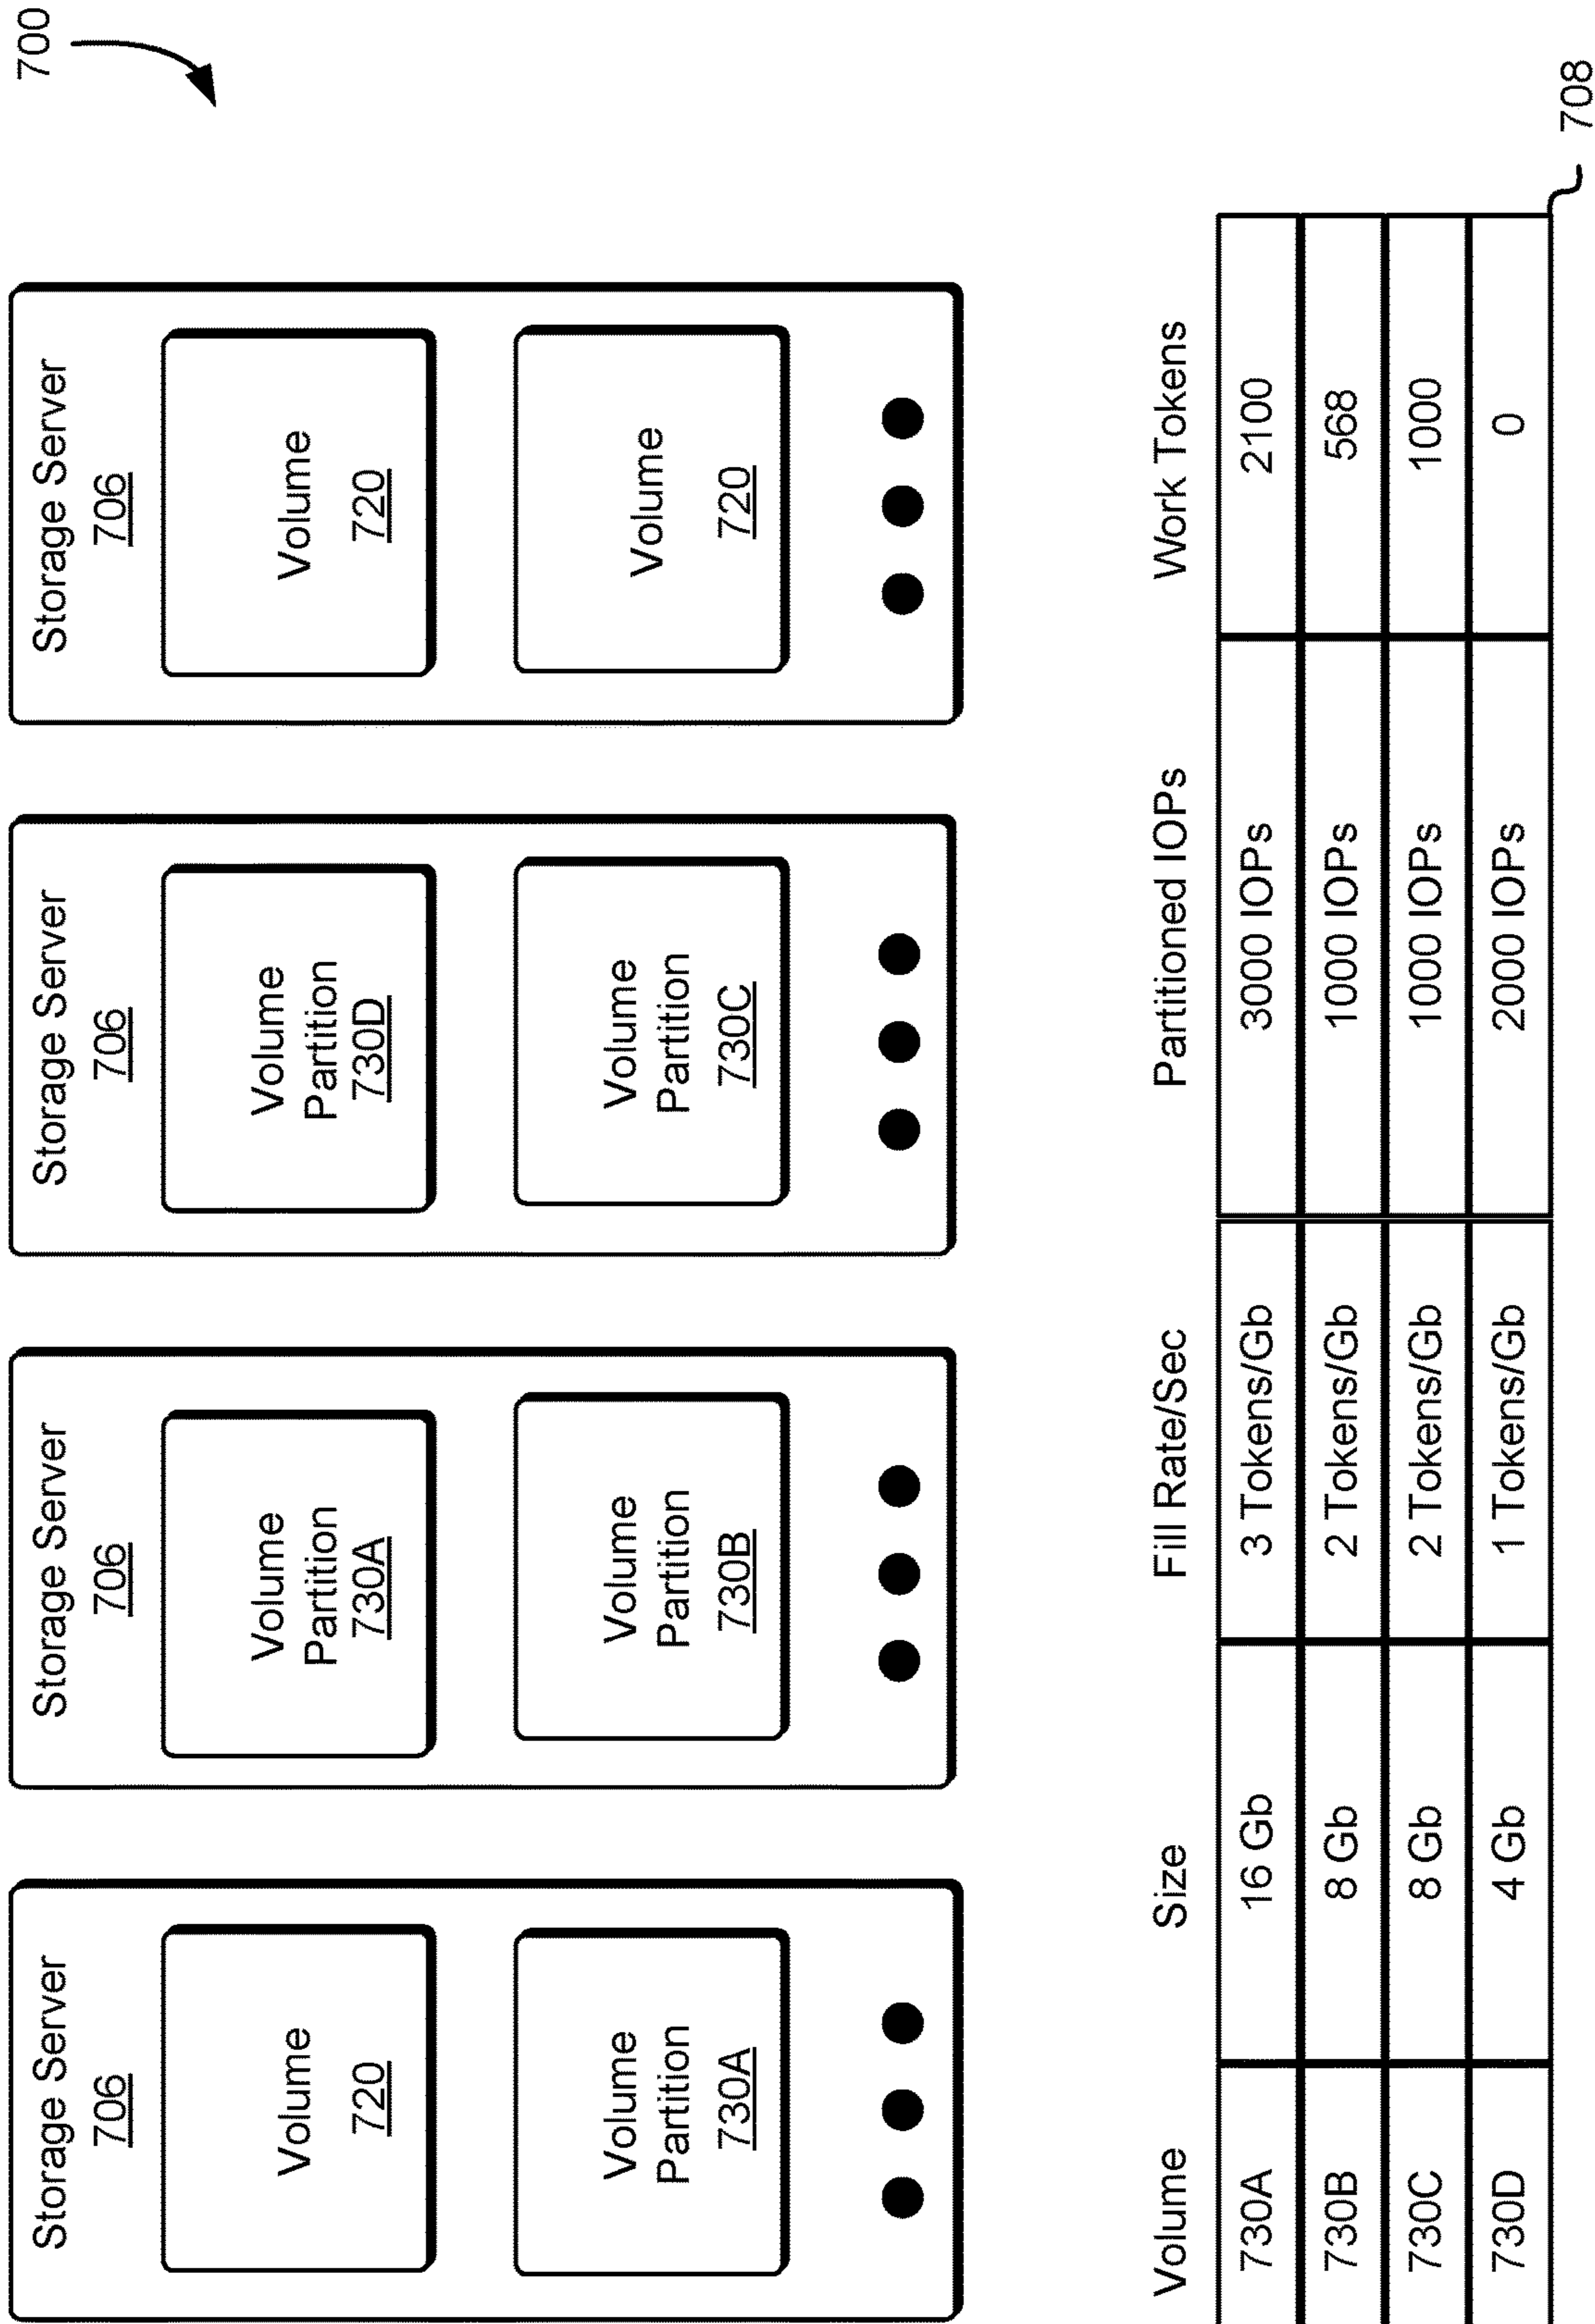 700
Storage Server
706
Volume
720
Volume
Partition
730A
Storage Server
706
Volume
Partition
730A
Volume
Partition
730B
Storage Server
706
Volume
Partition
730D
Volume
Partition
730C
Storage Server
706
Volume
720
Volume
720
Volume Size Fill Rate/Sec Partitioned IOPs Work Tokens
730A 16 Gb 3 Tokens/Gb 3000 IOPs 2100
730B 8 Gb 2 Tokens/Gb 1000 IOPs 568
730C 8 Gb 2 Tokens/Gb 1000 IOPs 1000
730D 4 Gb 1 Tokens/Gb 2000 IOPs 0
708